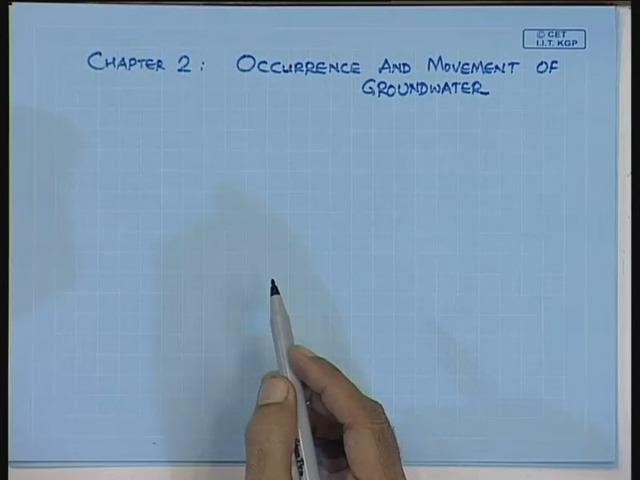 © CET
I.I.T. KGP
CHAPTER 2 : OCCURRENCE AND MOVEMENT OF
GROUNDWATER